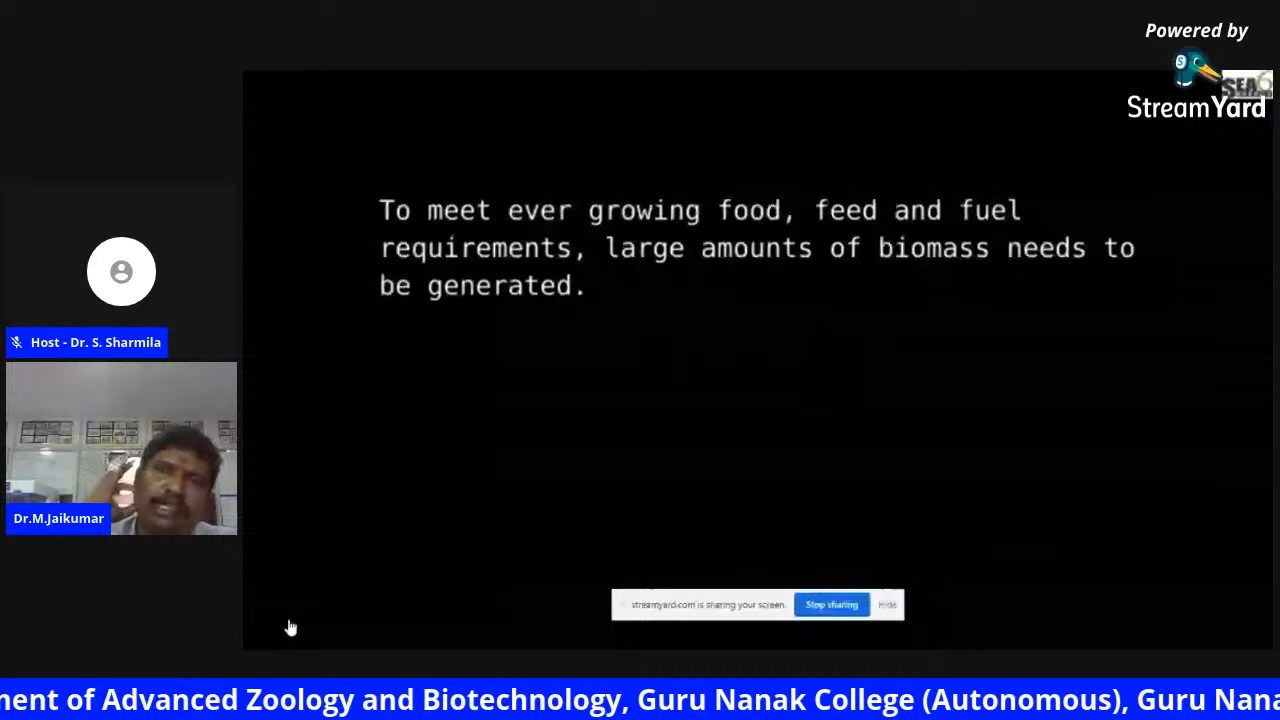 Powered by
SEA6
StreamYard
To meet ever growing food, feed and fuel
requirements, large amounts of biomass needs to
be generated.
Host - Dr. S. Sharmila
Dr.M.Jaikumar
streamyard.com is sharing your screen. Stop sharing Hide
ment of Advanced Zoology and Biotechnology, Guru Nanak College (Autonomous), Guru Nana